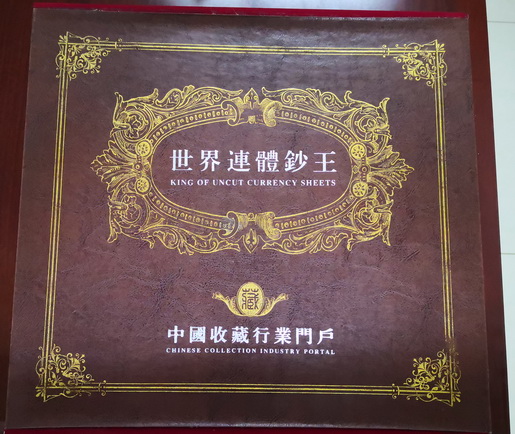 世界連體鈔王
KING OF UNCUT CURRENCY SHEETS
藏
中國收藏行業門戶
CHINESE COLLECTION INDUSTRY PORTAL